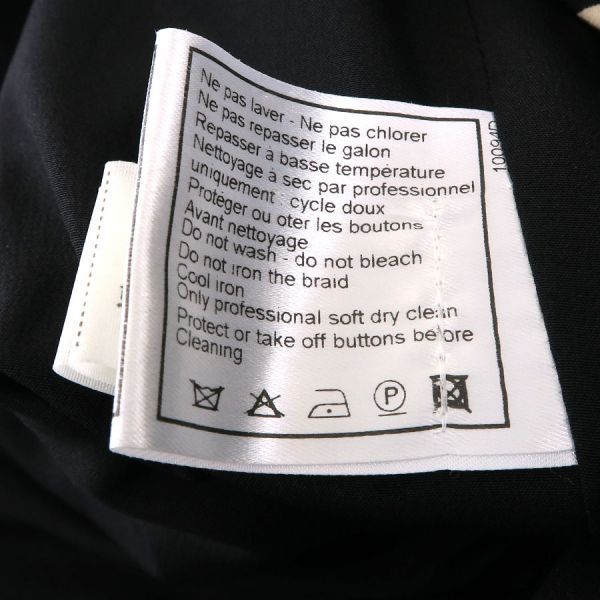 Ne pas laver - Ne pas chlorer
Ne pas repasser le galon
Repasser à basse température
Nettoyage à sec par professionnel
uniquement : cycle doux
Protéger ou oter les boutons
Avant nettoyage
Do not wash - do not bleach
Do not iron the braid
Cool iron
Only professional soft dry clean
Protect or take off buttons before
Cleaning
P
10094D